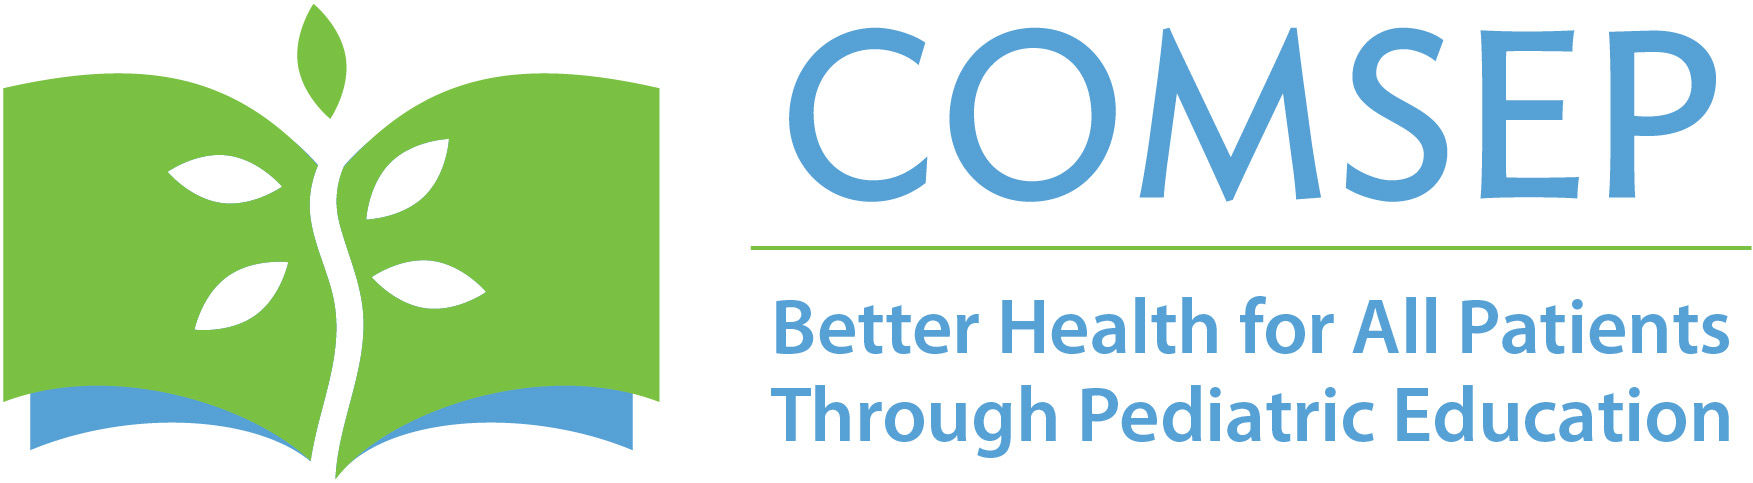 COMSEP
Better Health for All Patients
Through Pediatric Education